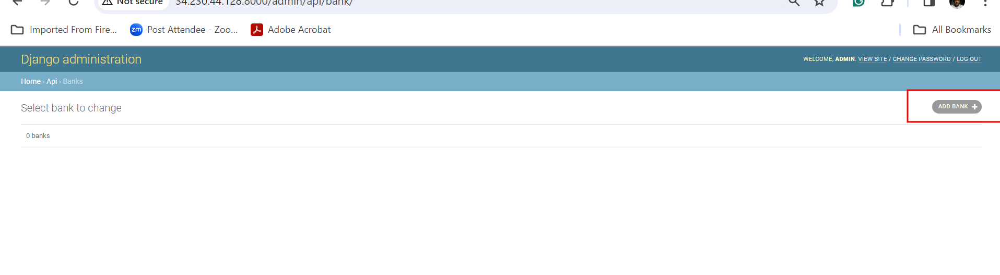 Not secure 34.230.44.128:8000/admin/api/bank/
Imported From Fire... zm Post Attendee - Zoo... Adobe Acrobat All Bookmarks
Django administration WELCOME, ADMIN. VIEW SITE / CHANGE PASSWORD / LOG OUT
Home › Api › Banks
Select bank to change ADD BANK +
0 banks